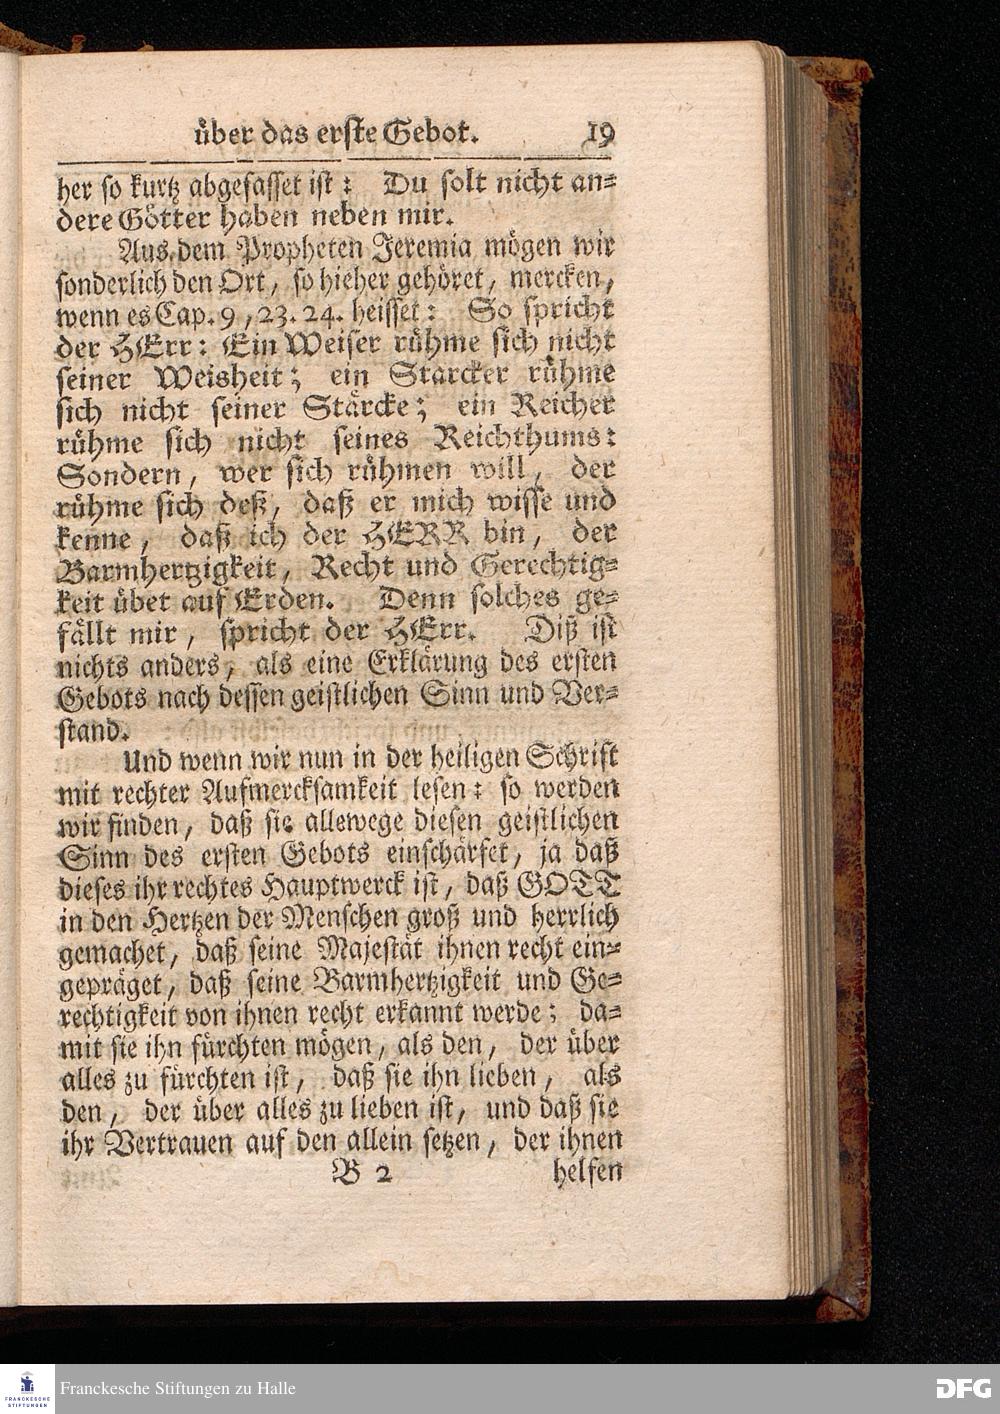 über das erste Gebot. 19
her so kurtz abgefasset ist: Du solt nicht an=
dere Götter haben neben mir.
Aus dem Propheten Jeremia mögen wir
sonderlich den Ort, so hieher gehöret, mercken,
wenn es Cap. 9, 23. 24. heisset: So spricht
der HErr: Ein Weiser rühme sich nicht
seiner Weisheit; ein Starcker rühme
sich nicht seiner Stärcke; ein Reicher
rühme sich nicht seines Reichthums:
Sondern, wer sich rühmen will, der
rühme sich deß, daß er mich wisse und
kenne, daß ich der HERR bin, der
Barmhertzigkeit, Recht und Gerechtig=
keit übet auf Erden. Denn solches ge=
fällt mir, spricht der HErr. Diß ist
nichts anders, als eine Erklärung des ersten
Gebots nach dessen geistlichen Sinn und Ver=
stand.
Und wenn wir nun in der heiligen Schrift
mit rechter Aufmercksamkeit lesen: so werden
wir finden, daß sie allewege diesen geistlichen
Sinn des ersten Gebots einschärfet, ja daß
dieses ihr rechtes Hauptwerck ist, daß GOTT
in den Hertzen der Menschen groß und herrlich
gemachet, daß seine Majestät ihnen recht ein=
gepräget, daß seine Barmhertzigkeit und Ge=
rechtigkeit von ihnen recht erkannt werde; da=
mit sie ihn fürchten mögen, als den, der über
alles zu fürchten ist, daß sie ihn lieben, als
den, der über alles zu lieben ist, und daß sie
ihr Vertrauen auf den allein setzen, der ihnen
B 2 helfen
FRANCKESCHE
STIFTUNGEN
Franckesche Stiftungen zu Halle
DFG